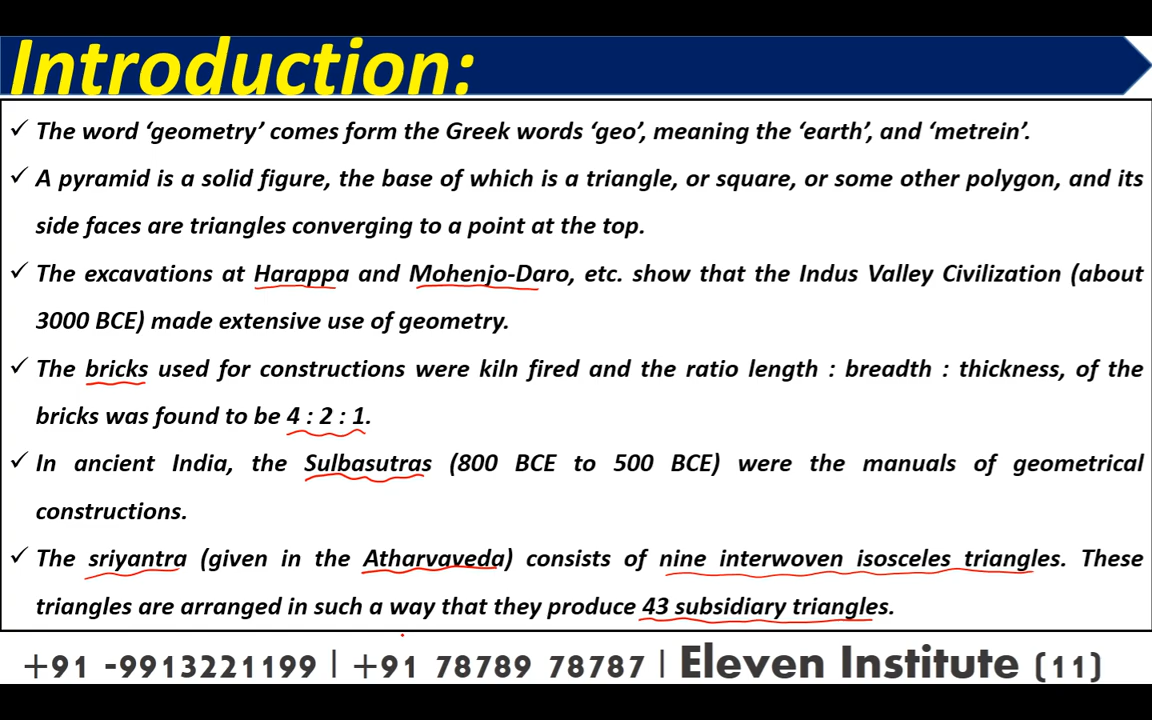 Introduction:
✓ The word ‘geometry’ comes form the Greek words ‘geo’, meaning the ‘earth’, and ‘metrein’.
✓ A pyramid is a solid figure, the base of which is a triangle, or square, or some other polygon, and its
side faces are triangles converging to a point at the top.
✓ The excavations at Harappa and Mohenjo-Daro, etc. show that the Indus Valley Civilization (about
3000 BCE) made extensive use of geometry.
✓ The bricks used for constructions were kiln fired and the ratio length : breadth : thickness, of the
bricks was found to be 4 : 2 : 1.
✓ In ancient India, the Sulbasutras (800 BCE to 500 BCE) were the manuals of geometrical
constructions.
✓ The sriyantra (given in the Atharvaveda) consists of nine interwoven isosceles triangles. These
triangles are arranged in such a way that they produce 43 subsidiary triangles.
+91 -9913221199 | +91 78789 78787 | Eleven Institute (11)